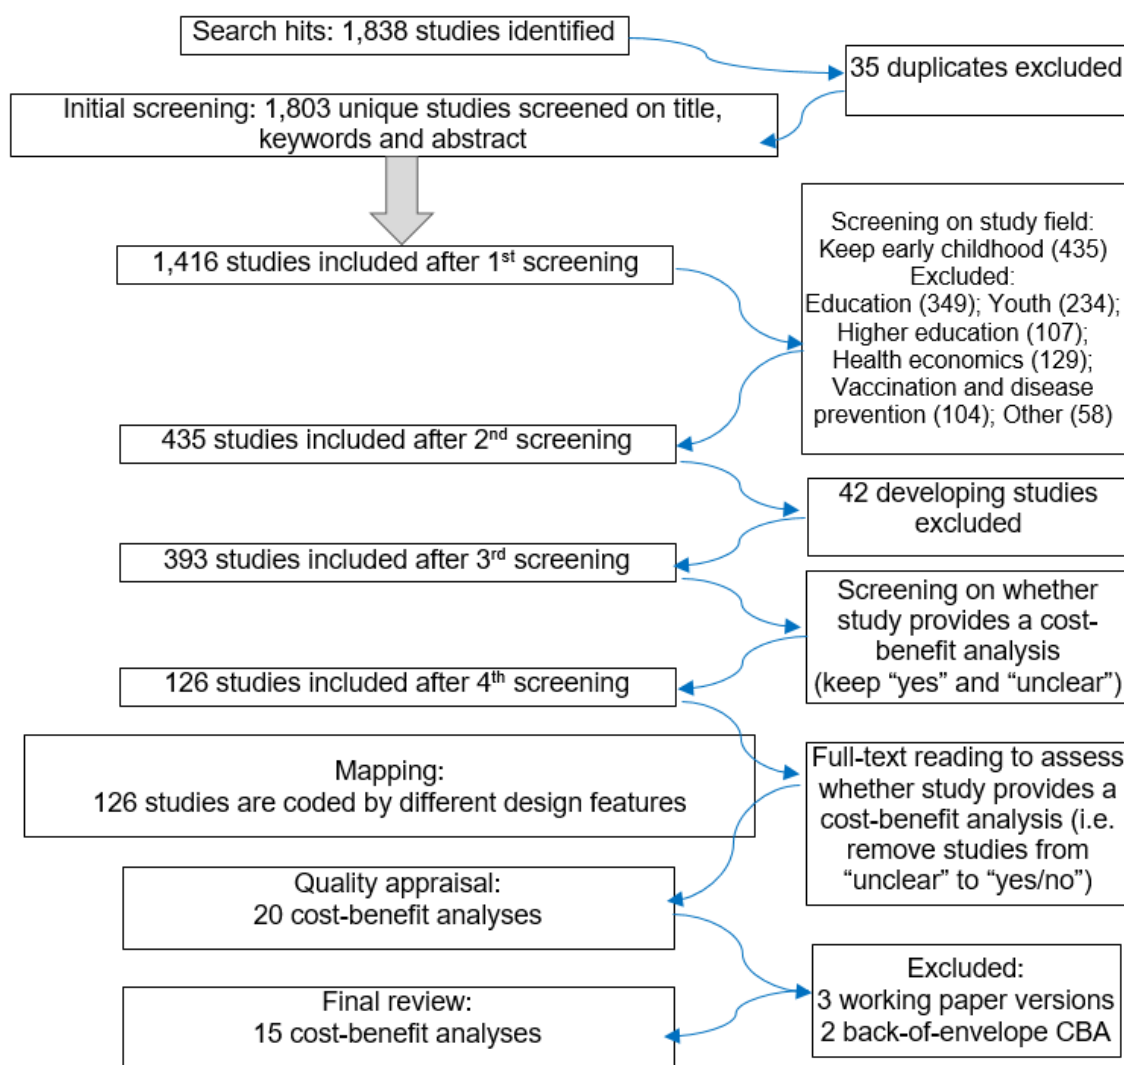 Search hits: 1,838 studies identified
35 duplicates excluded
Initial screening: 1,803 unique studies screened on title,
keywords and abstract
1,416 studies included after 1st screening
Screening on study field:
Keep early childhood (435)
Excluded:
Education (349); Youth (234);
Higher education (107);
Health economics (129);
Vaccination and disease
prevention (104); Other (58)
435 studies included after 2nd screening
42 developing studies
excluded
393 studies included after 3rd screening
Screening on whether
study provides a cost-
benefit analysis
(keep “yes” and “unclear”)
126 studies included after 4th screening
Full-text reading to assess
whether study provides a
cost-benefit analysis (i.e.
remove studies from
“unclear” to “yes/no”)
Mapping:
126 studies are coded by different design features
Quality appraisal:
20 cost-benefit analyses
Excluded:
3 working paper versions
2 back-of-envelope CBA
Final review:
15 cost-benefit analyses